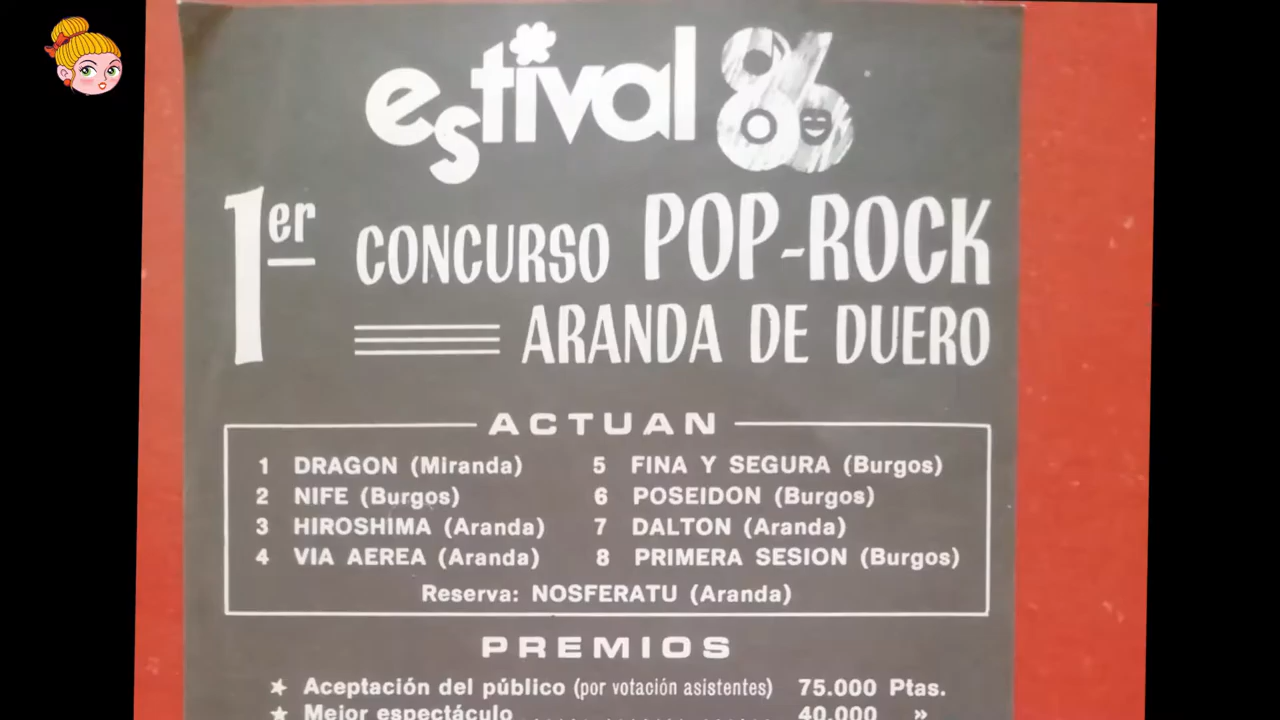 estival 86
1er CONCURSO POP-ROCK
ARANDA DE DUERO
ACTUAN
1 DRAGON (Miranda)
2 NIFE (Burgos)
3 HIROSHIMA (Aranda)
4 VIA AEREA (Aranda)
5 FINA Y SEGURA (Burgos)
6 POSEIDON (Burgos)
7 DALTON (Aranda)
8 PRIMERA SESION (Burgos)
Reserva: NOSFERATU (Aranda)
PREMIOS
★ Aceptación del público (por votación asistentes) 75.000 Ptas.
★ Mejor espectáculo .................... 40.000 »